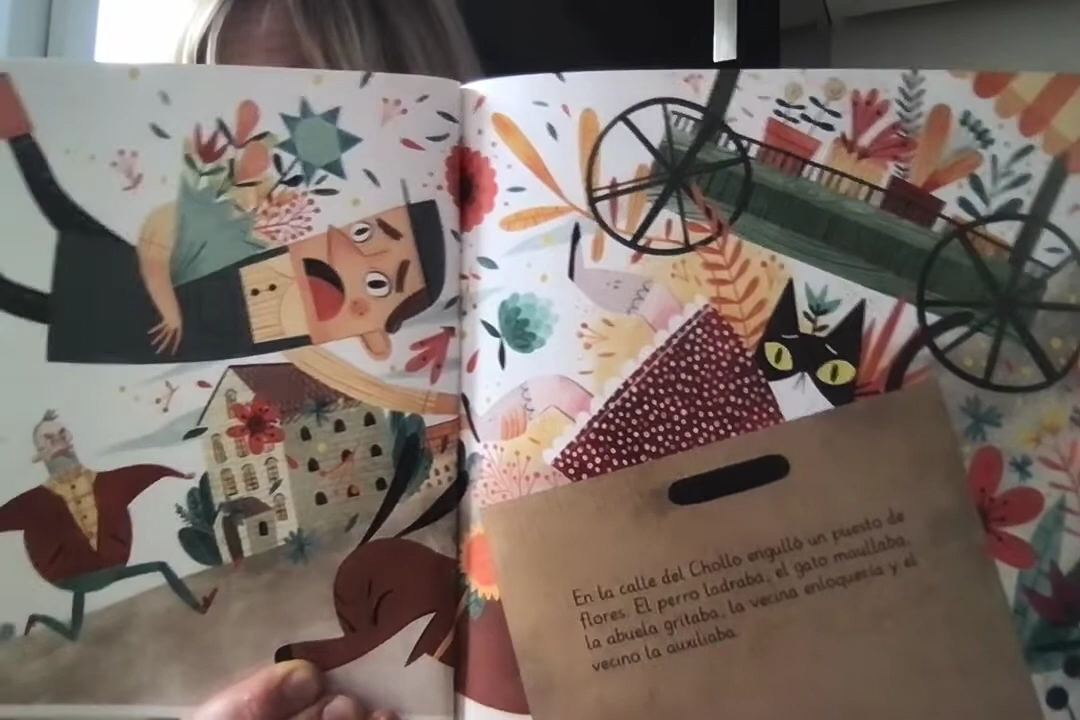 En la calle del Chollo engulló un puesto de
flores. El perro ladraba, el gato maullaba,
la abuela gritaba, la vecina enloquecía y el
vecino la auxiliaba.